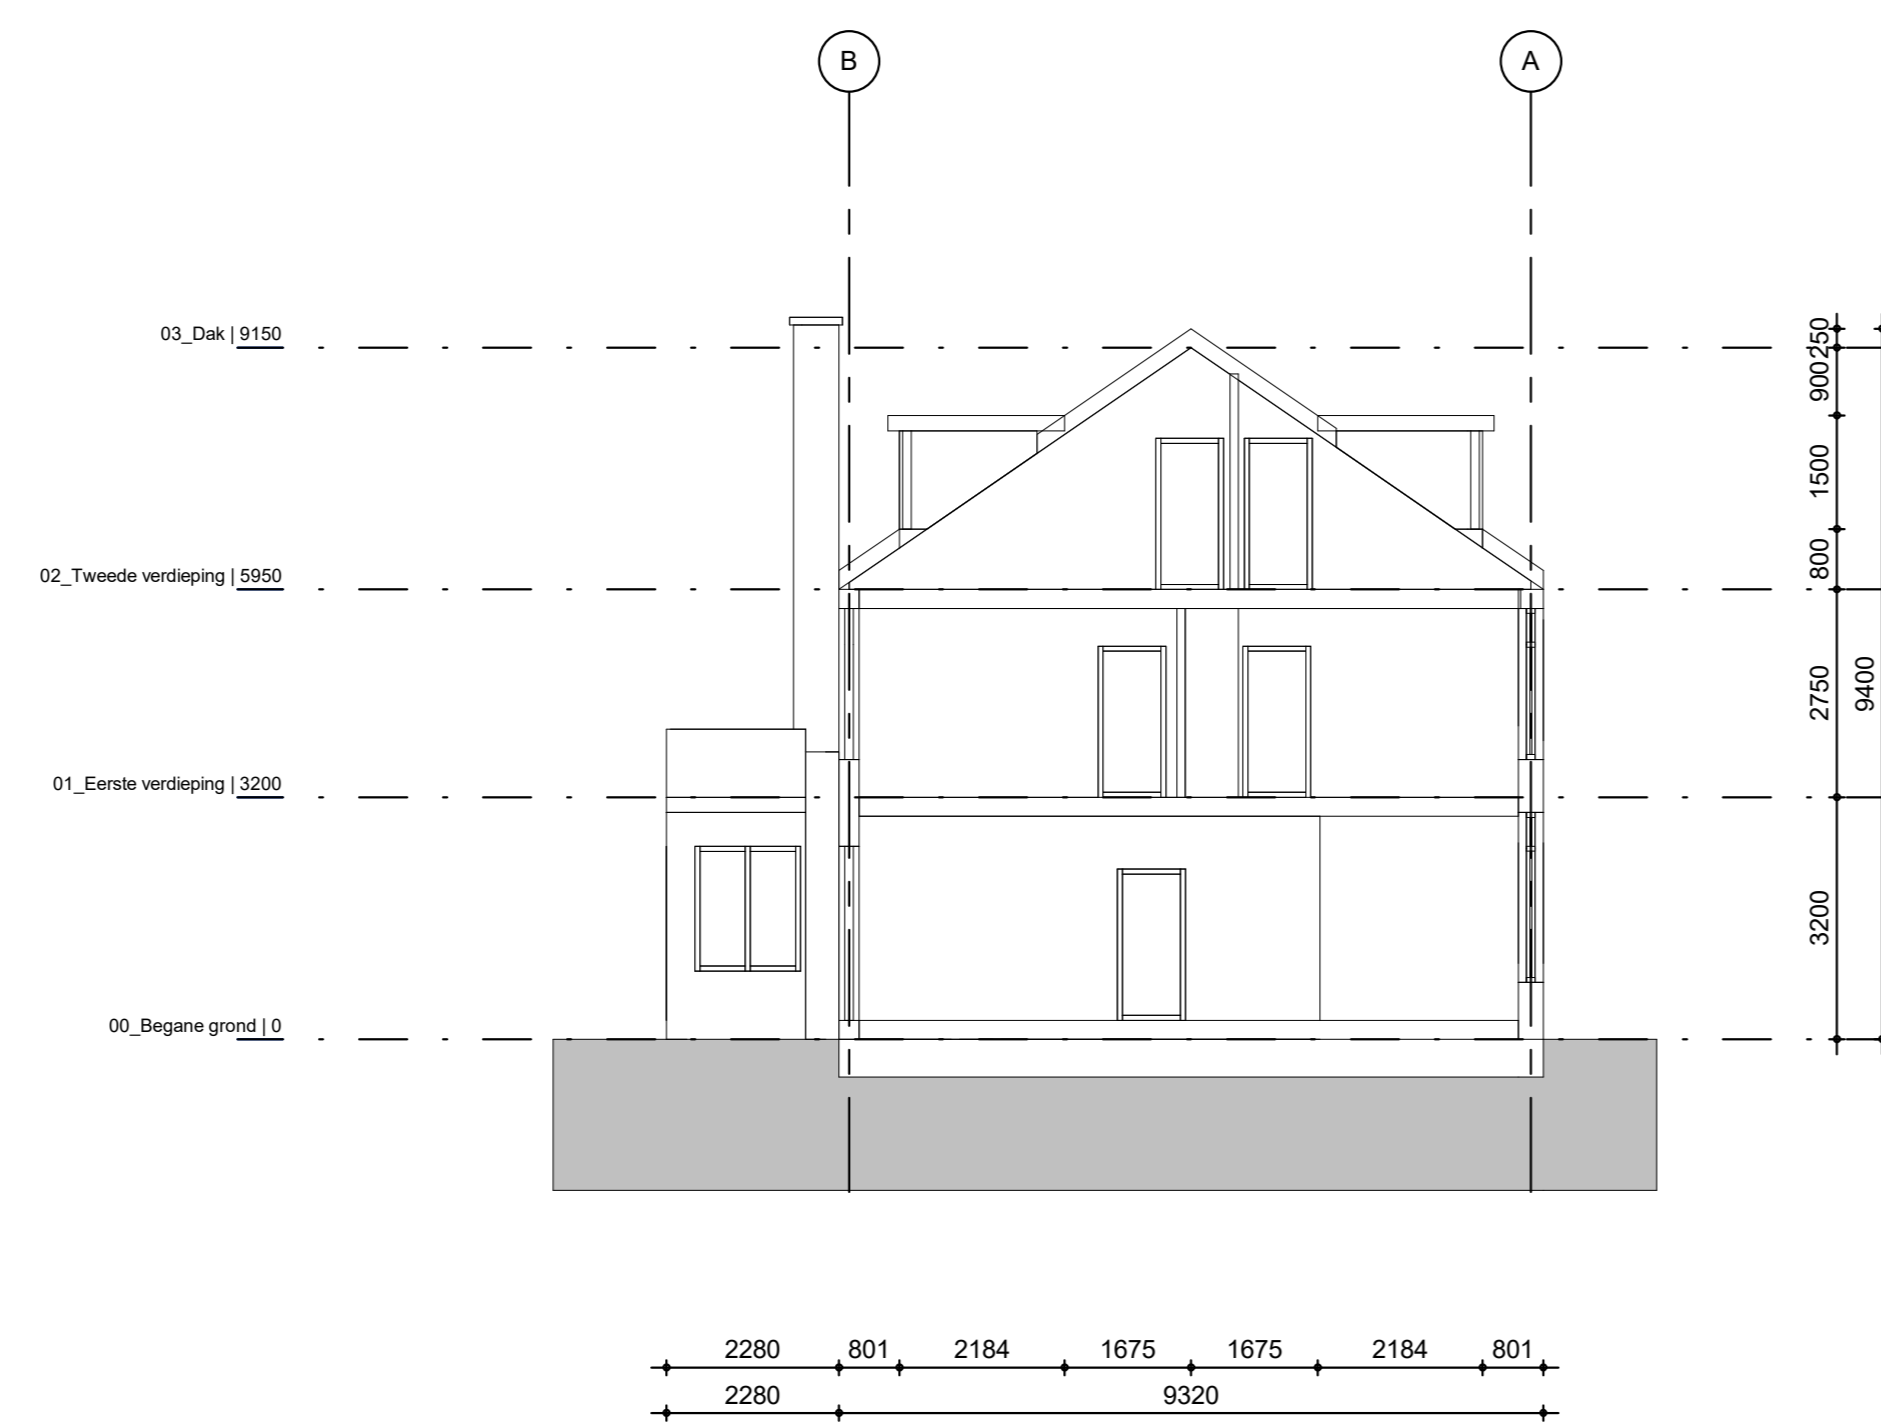 B
A
03_Dak | 9150
250
900
1500
02_Tweede verdieping | 5950
800
2750
9400
01_Eerste verdieping | 3200
3200
00_Begane grond | 0
2280 801 2184 1675 1675 2184 801
2280 9320